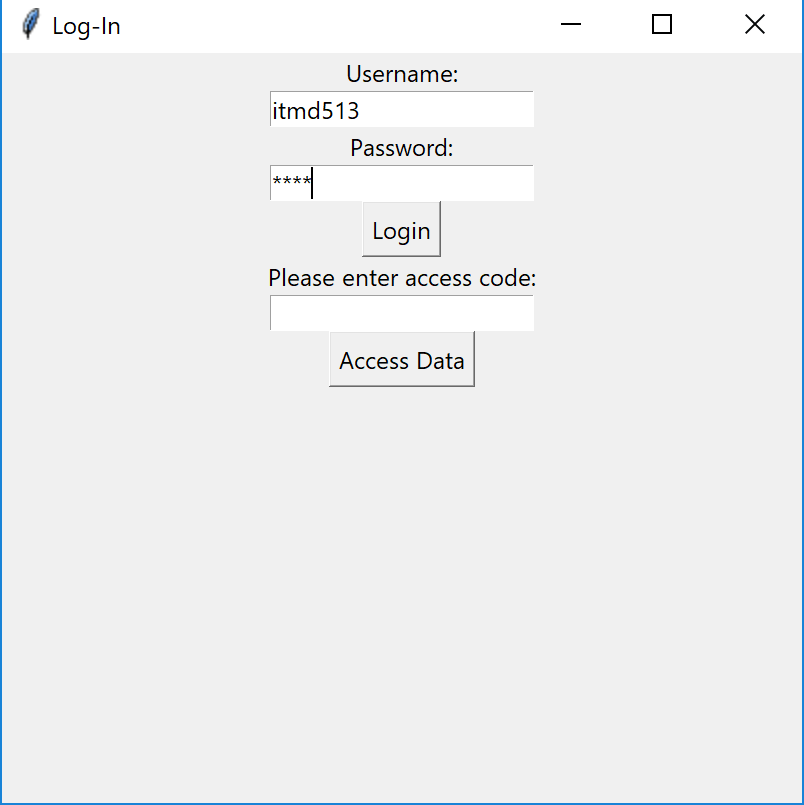 Log-In
Username:
itmd513
Password:
****
Login
Please enter access code:
Access Data